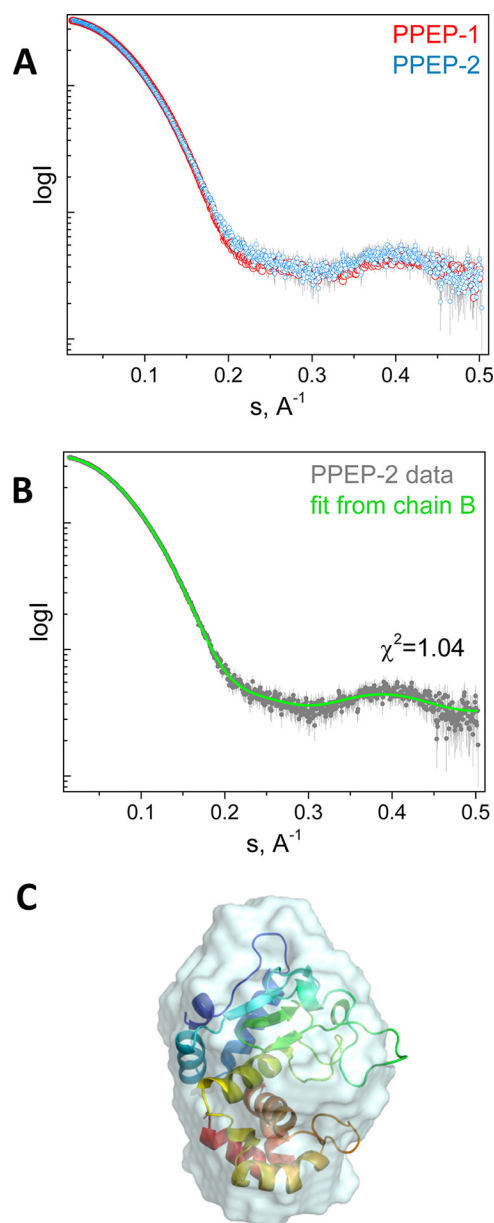 A
PPEP-1
PPEP-2
logI
0.1 0.2 0.3 0.4 0.5
s, A⁻¹
B
PPEP-2 data
fit from chain B
χ²=1.04
logI
0.1 0.2 0.3 0.4 0.5
s, A⁻¹
C